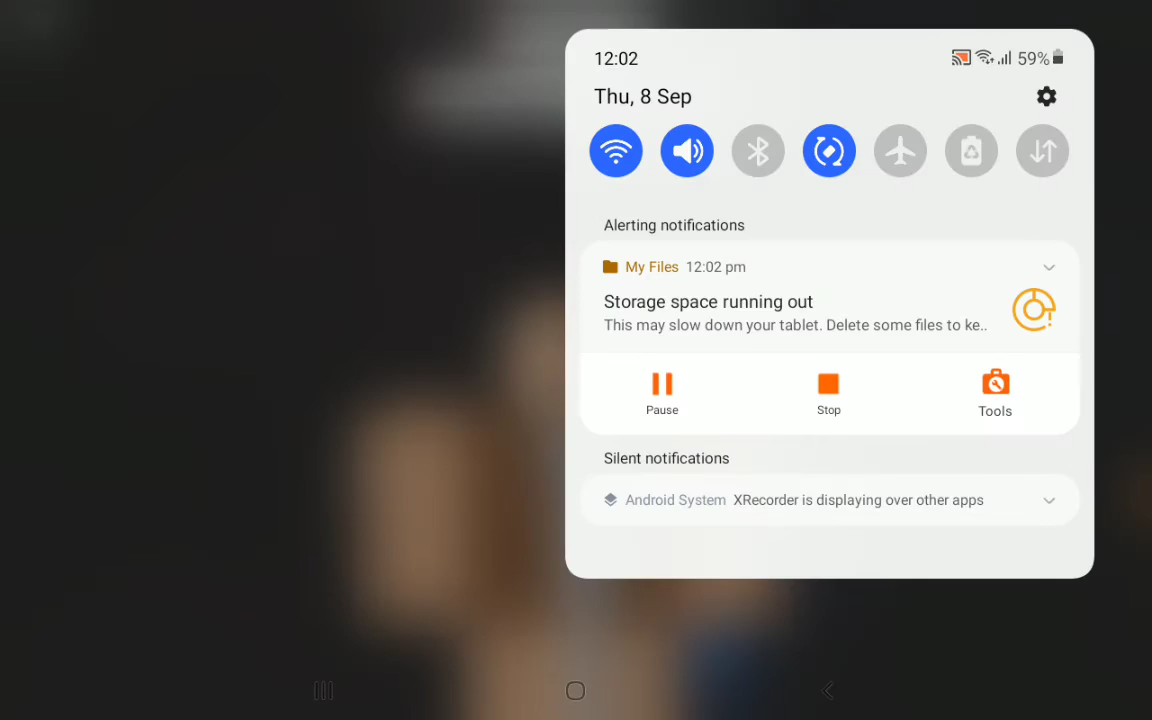 12:02 59%
Thu, 8 Sep
Alerting notifications
My Files 12:02 pm
Storage space running out
This may slow down your tablet. Delete some files to ke..
Pause Stop Tools
Silent notifications
Android System XRecorder is displaying over other apps